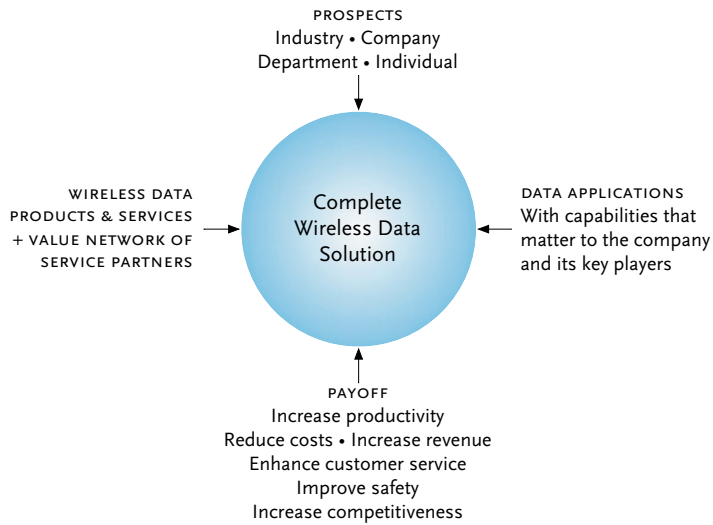 PROSPECTS
Industry • Company
Department • Individual
WIRELESS DATA
PRODUCTS & SERVICES
+ VALUE NETWORK OF
SERVICE PARTNERS
Complete
Wireless Data
Solution
DATA APPLICATIONS
With capabilities that
matter to the company
and its key players
PAYOFF
Increase productivity
Reduce costs • Increase revenue
Enhance customer service
Improve safety
Increase competitiveness